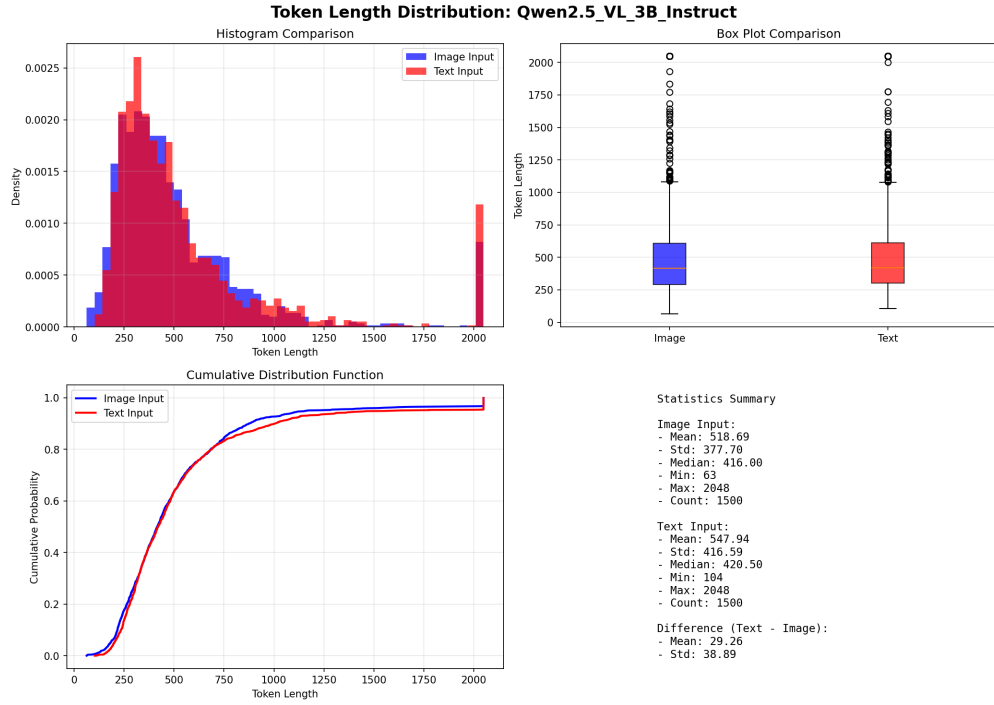 Token Length Distribution: Qwen2.5_VL_3B_Instruct
Histogram Comparison
Image Input
Text Input
Density
0.0025
0.0020
0.0015
0.0010
0.0005
0.0000
0 250 500 750 1000 1250 1500 1750 2000
Token Length
Box Plot Comparison
Token Length
2000
1750
1500
1250
1000
750
500
250
0
Image Text
Cumulative Distribution Function
Image Input
Text Input
Cumulative Probability
1.0
0.8
0.6
0.4
0.2
0.0
0 250 500 750 1000 1250 1500 1750 2000
Token Length
Statistics Summary
Image Input:
- Mean: 518.69
- Std: 377.70
- Median: 416.00
- Min: 63
- Max: 2048
- Count: 1500
Text Input:
- Mean: 547.94
- Std: 416.59
- Median: 420.50
- Min: 104
- Max: 2048
- Count: 1500
Difference (Text - Image):
- Mean: 29.26
- Std: 38.89